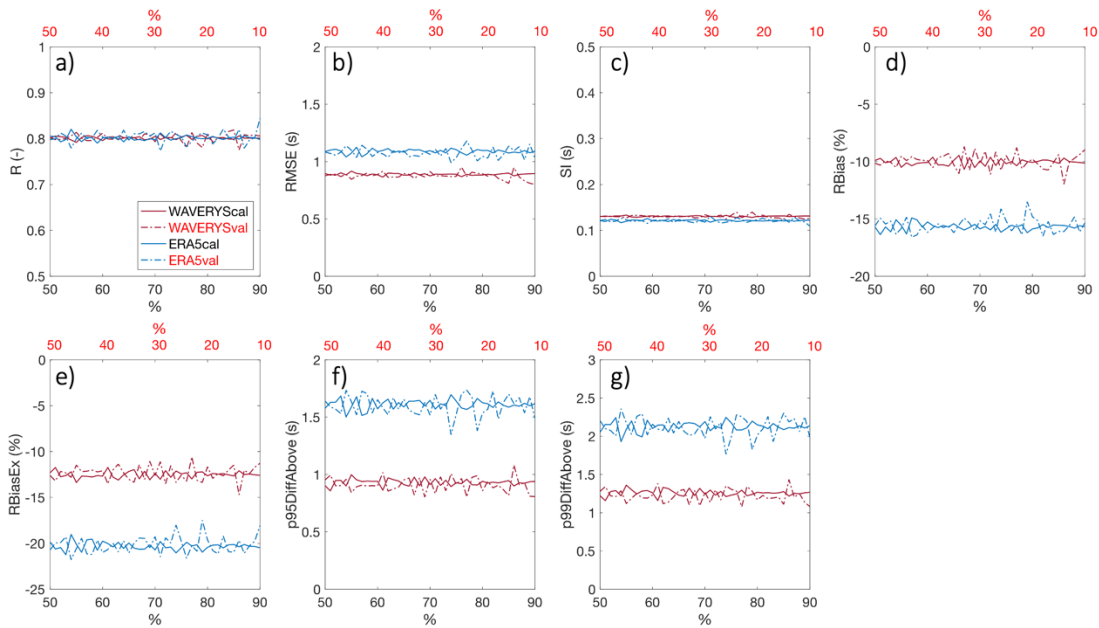 %
50 40 30 20 10
a)
1
0.9
0.8
0.7
0.6
0.5
R (-)
WAVERYScal
WAVERYSval
ERA5cal
ERA5val
50 60 70 80 90
%
%
50 40 30 20 10
b)
2
1.5
1
0.5
0
RMSE (s)
50 60 70 80 90
%
%
50 40 30 20 10
c)
0.5
0.4
0.3
0.2
0.1
0
SI (s)
50 60 70 80 90
%
%
50 40 30 20 10
d)
0
-5
-10
-15
-20
RBias (%)
50 60 70 80 90
%
%
50 40 30 20 10
e)
0
-5
-10
-15
-20
-25
RBiasEx (%)
50 60 70 80 90
%
%
50 40 30 20 10
f)
2
1.5
1
0.5
0
p95DiffAbove (s)
50 60 70 80 90
%
%
50 40 30 20 10
g)
3
2.5
2
1.5
1
0.5
0
p99DiffAbove (s)
50 60 70 80 90
%